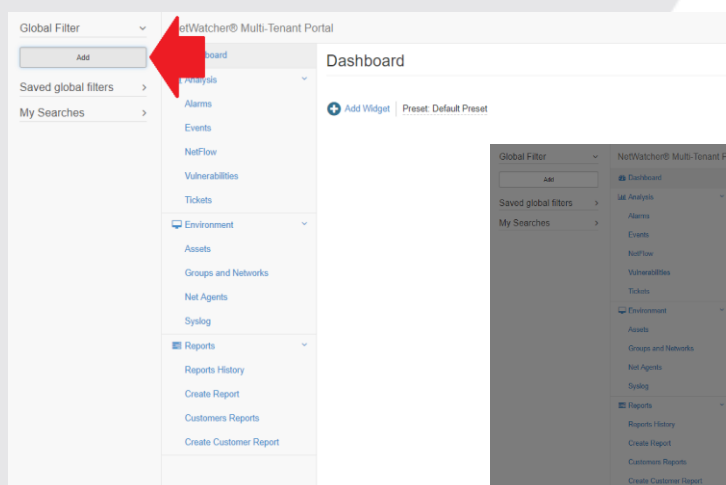 Global Filter
Add
Saved global filters
My Searches
etWatcher® Multi-Tenant Portal
board
Analysis
Alarms
Events
NetFlow
Vulnerabilities
Tickets
Environment
Assets
Groups and Networks
Net Agents
Syslog
Reports
Reports History
Create Report
Customers Reports
Create Customer Report
Dashboard
Add Widget
Preset: Default Preset
Global Filter
Add
Saved global filters
My Searches
NetWatcher® Multi-Tenant P
Dashboard
Analysis
Alarms
Events
NetFlow
Vulnerabilities
Tickets
Environment
Assets
Groups and Networks
Net Agents
Syslog
Reports
Reports History
Create Report
Customers Reports
Create Customer Report